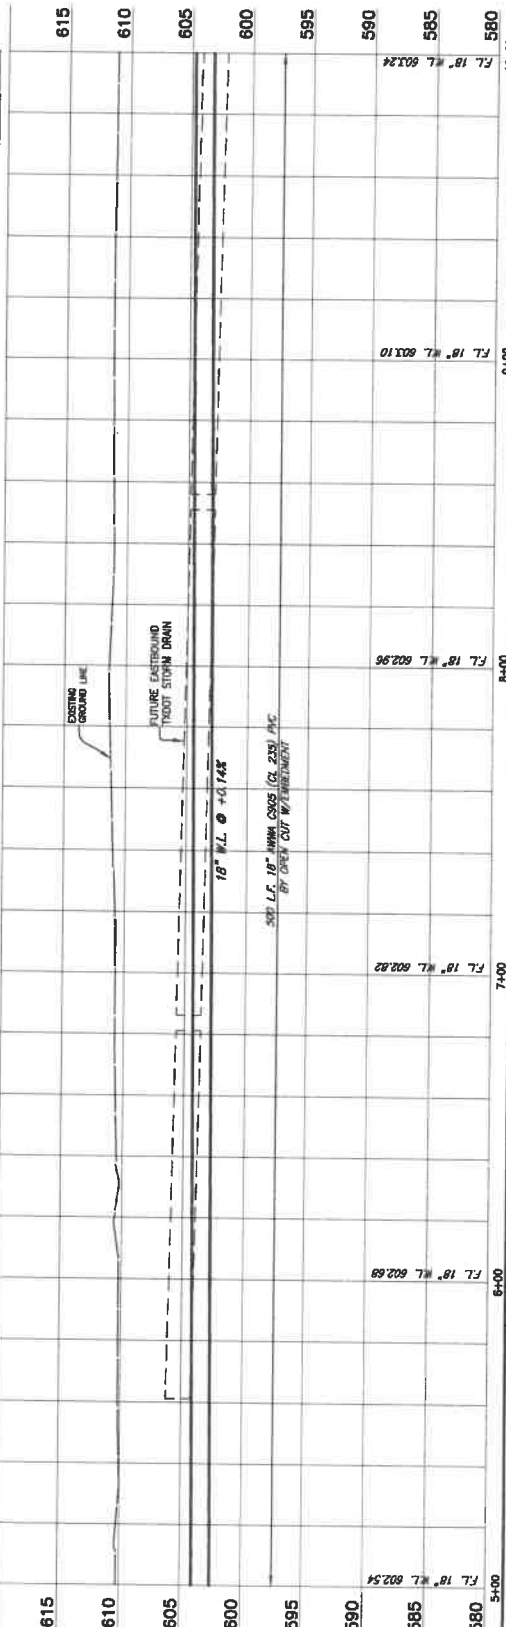 615
610
605
600
595
590
585
580
F.L. 18" W.L. 603.24
F.L. 18" W.L. 603.10
EXISTING
GROUND LINE
FUTURE EASTBOUND
TXDOT STORM DRAIN
F.L. 18" W.L. 602.96
8+00
18" W.L. @ +0.14%
500 L.F. 18" AWWA C905 (CL 235) PVC
BY OPEN CUT W/EMBEDMENT
F.L. 18" W.L. 602.82
7+00
F.L. 18" W.L. 602.68
6+00
F.L. 18" W.L. 602.54
5+00
615
610
605
600
595
590
585
580